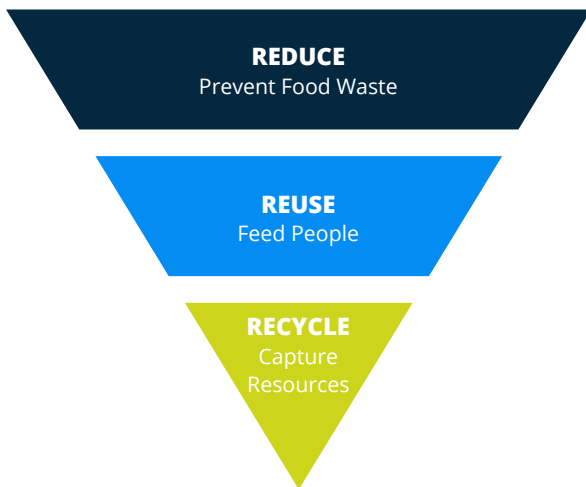 REDUCE
Prevent Food Waste
REUSE
Feed People
RECYCLE
Capture
Resources